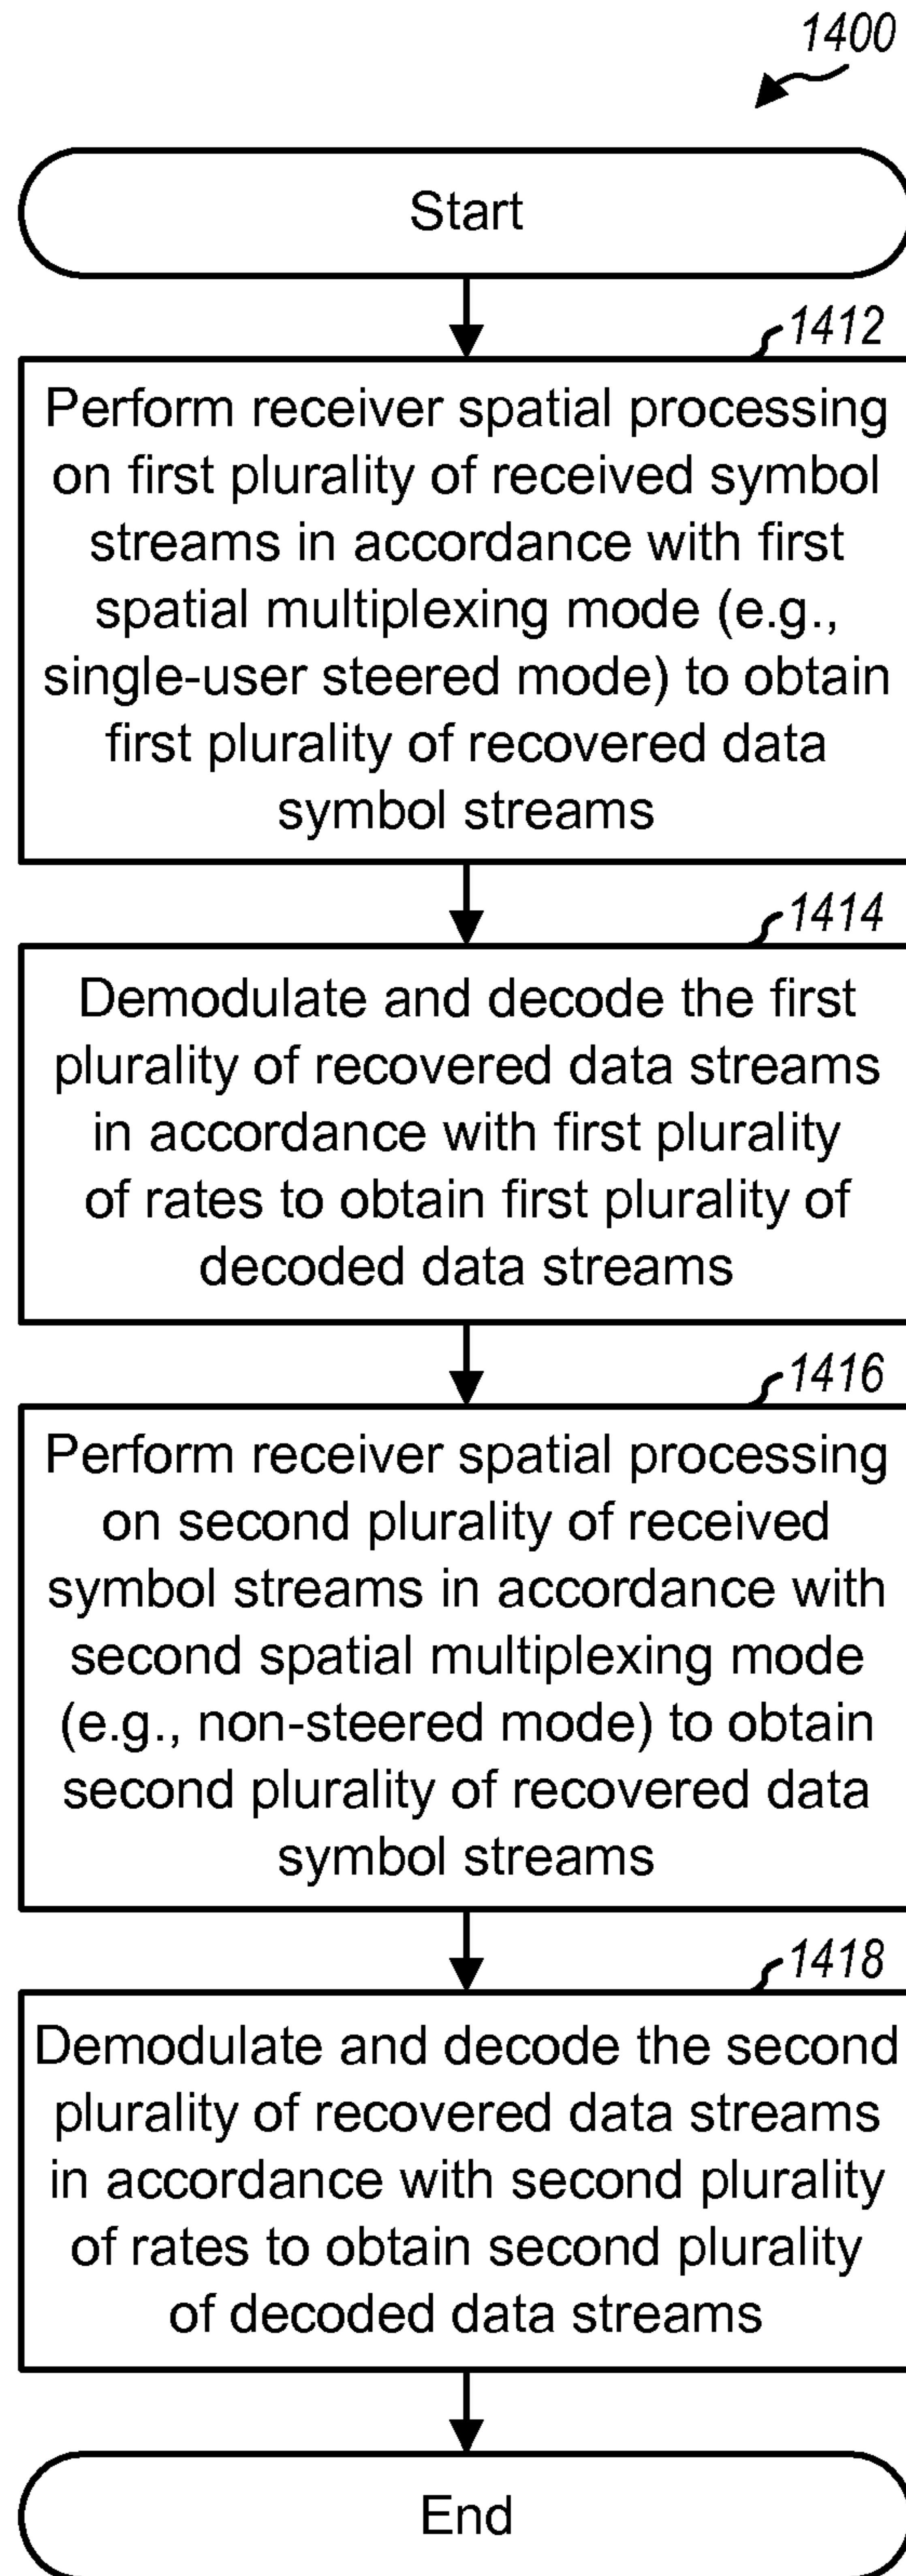 1400
Start
1412
Perform receiver spatial processing
on first plurality of received symbol
streams in accordance with first
spatial multiplexing mode (e.g.,
single-user steered mode) to obtain
first plurality of recovered data
symbol streams
1414
Demodulate and decode the first
plurality of recovered data streams
in accordance with first plurality
of rates to obtain first plurality of
decoded data streams
1416
Perform receiver spatial processing
on second plurality of received
symbol streams in accordance with
second spatial multiplexing mode
(e.g., non-steered mode) to obtain
second plurality of recovered data
symbol streams
1418
Demodulate and decode the second
plurality of recovered data streams
in accordance with second plurality
of rates to obtain second plurality
of decoded data streams
End